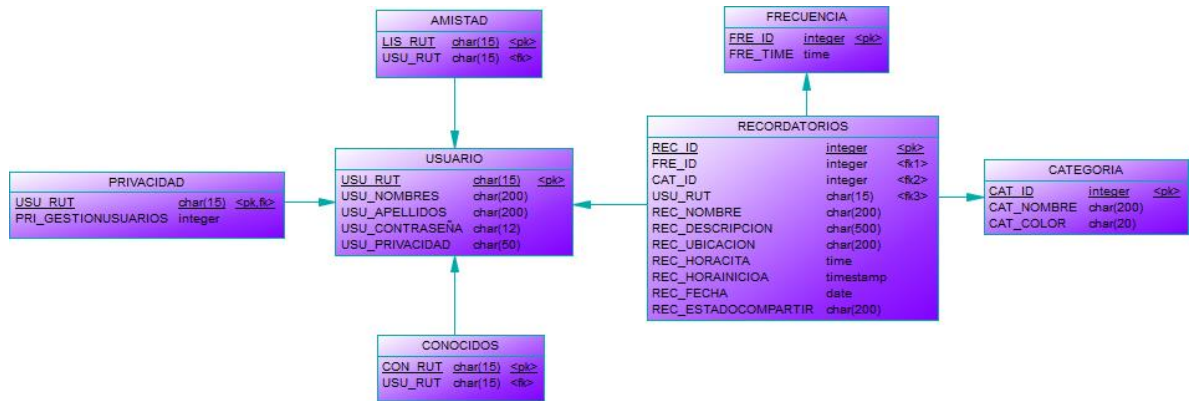 AMISTAD
LIS_RUT char(15) <pk>
USU_RUT char(15) <fk>
FRECUENCIA
FRE_ID integer <pk>
FRE_TIME time
PRIVACIDAD
USU_RUT char(15) <pk,fk>
PRI_GESTIONUSUARIOS integer
USUARIO
USU_RUT char(15) <pk>
USU_NOMBRES char(200)
USU_APELLIDOS char(200)
USU_CONTRASEÑA char(12)
USU_PRIVACIDAD char(50)
RECORDATORIOS
REC_ID integer <pk>
FRE_ID integer <fk1>
CAT_ID integer <fk2>
USU_RUT char(15) <fk3>
REC_NOMBRE char(200)
REC_DESCRIPCION char(500)
REC_UBICACION char(200)
REC_HORACITA time
REC_HORAINICIOA timestamp
REC_FECHA date
REC_ESTADOCOMPARTIR char(200)
CATEGORIA
CAT_ID integer <pk>
CAT_NOMBRE char(200)
CAT_COLOR char(20)
CONOCIDOS
CON_RUT char(15) <pk>
USU_RUT char(15) <fk>